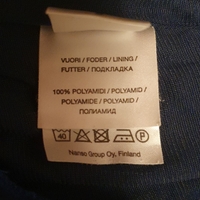 VUORI / FODER / LINING /
FUTTER / ПОДКЛАДКА
100% POLYAMIDI / POLYAMID /
POLYAMIDE / POLYAMID /
ПОЛИАМИД
40
P
Nanso Group Oy, Finland